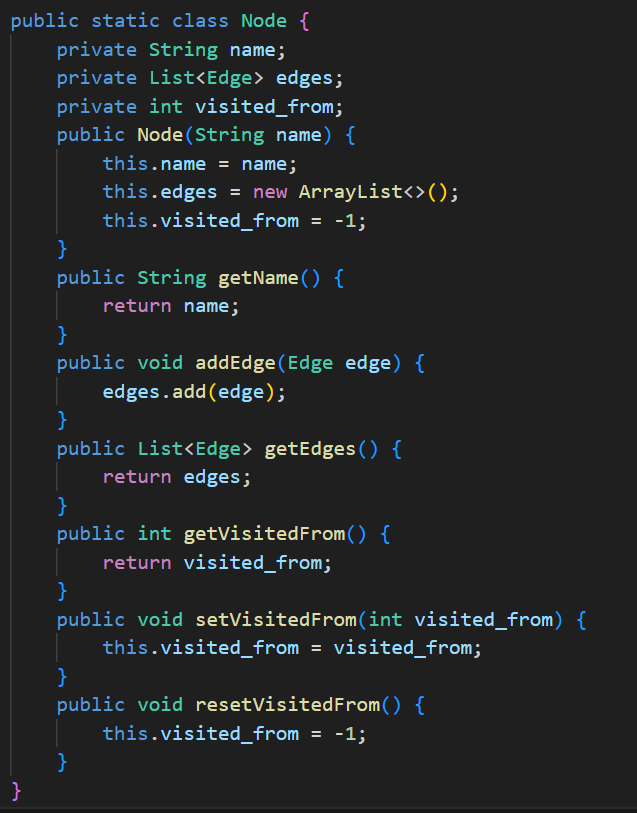 public static class Node {
    private String name;
    private List<Edge> edges;
    private int visited_from;
    public Node(String name) {
        this.name = name;
        this.edges = new ArrayList<>();
        this.visited_from = -1;
    }
    public String getName() {
        return name;
    }
    public void addEdge(Edge edge) {
        edges.add(edge);
    }
    public List<Edge> getEdges() {
        return edges;
    }
    public int getVisitedFrom() {
        return visited_from;
    }
    public void setVisitedFrom(int visited_from) {
        this.visited_from = visited_from;
    }
    public void resetVisitedFrom() {
        this.visited_from = -1;
    }
}